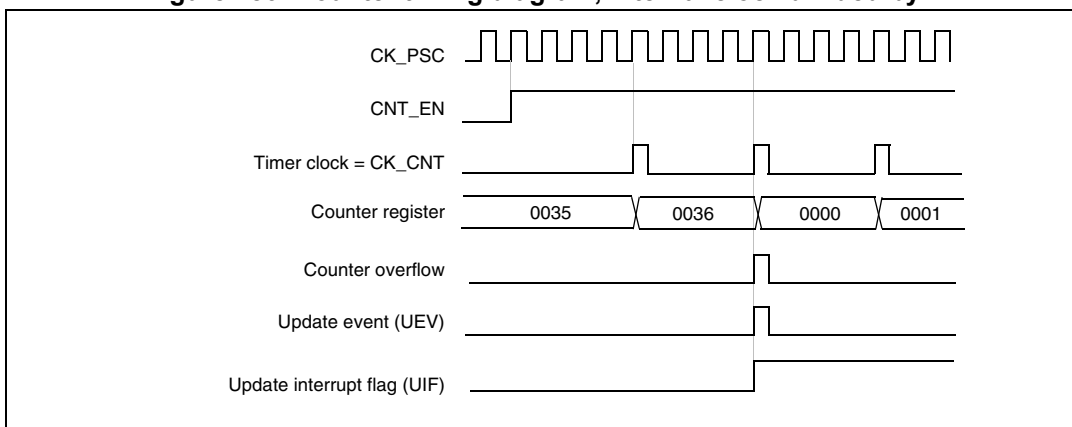 CK_PSC
CNT_EN
Timer clock = CK_CNT
Counter register 0035 0036 0000 0001
Counter overflow
Update event (UEV)
Update interrupt flag (UIF)